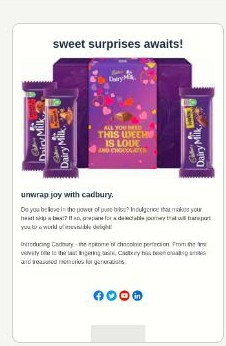 sweet surprises awaits!
Cadbury
Dairy Milk
ALL YOU NEED
THIS WEEK
IS LOVE
AND CHOCOLATES
Cadbury
Dairy Milk
Cadbury
Dairy Milk
Cadbury
Dairy Milk
unwrap joy with cadbury.
Do you believe in the power of pure bliss? Indulgence that makes your
heart skip a beat? If so, prepare for a delectable journey that will transport
you to a world of irresistible delight!
Introducing Cadbury - the epitome of chocolate perfection. From the first
velvety bite to the last lingering taste, Cadbury has been creating smiles
and treasured memories for generations.